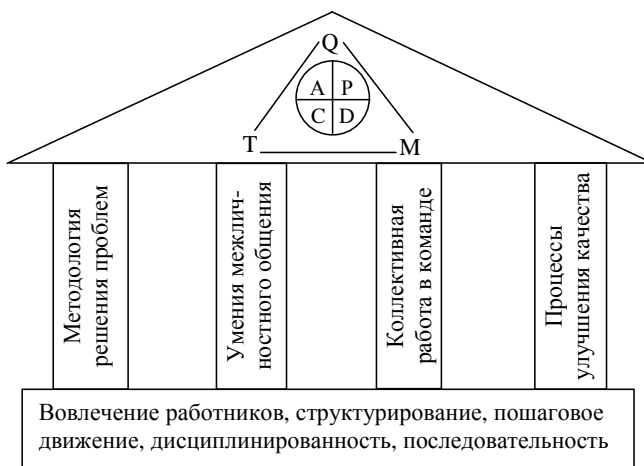 Q
A P
C D
T M
Методология
решения проблем
Умения межлич-
ностного общения
Коллективная
работа в команде
Процессы
улучшения качества
Вовлечение работников, структурирование, пошаговое
движение, дисциплинированность, последовательность